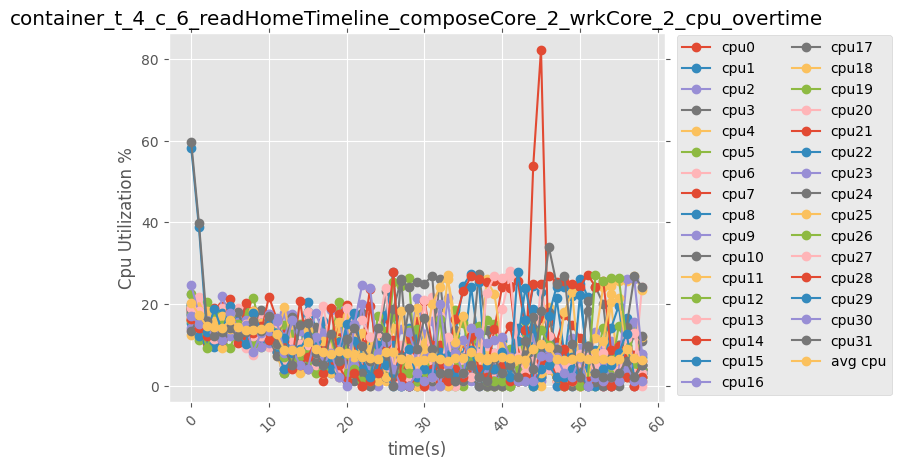 container_t_4_c_6_readHomeTimeline_composeCore_2_wrkCore_2_cpu_overtime
Cpu Utilization %
80
60
40
20
0
0
10
20
30
40
50
60
time(s)
cpu0
cpu1
cpu2
cpu3
cpu4
cpu5
cpu6
cpu7
cpu8
cpu9
cpu10
cpu11
cpu12
cpu13
cpu14
cpu15
cpu16
cpu17
cpu18
cpu19
cpu20
cpu21
cpu22
cpu23
cpu24
cpu25
cpu26
cpu27
cpu28
cpu29
cpu30
cpu31
avg cpu